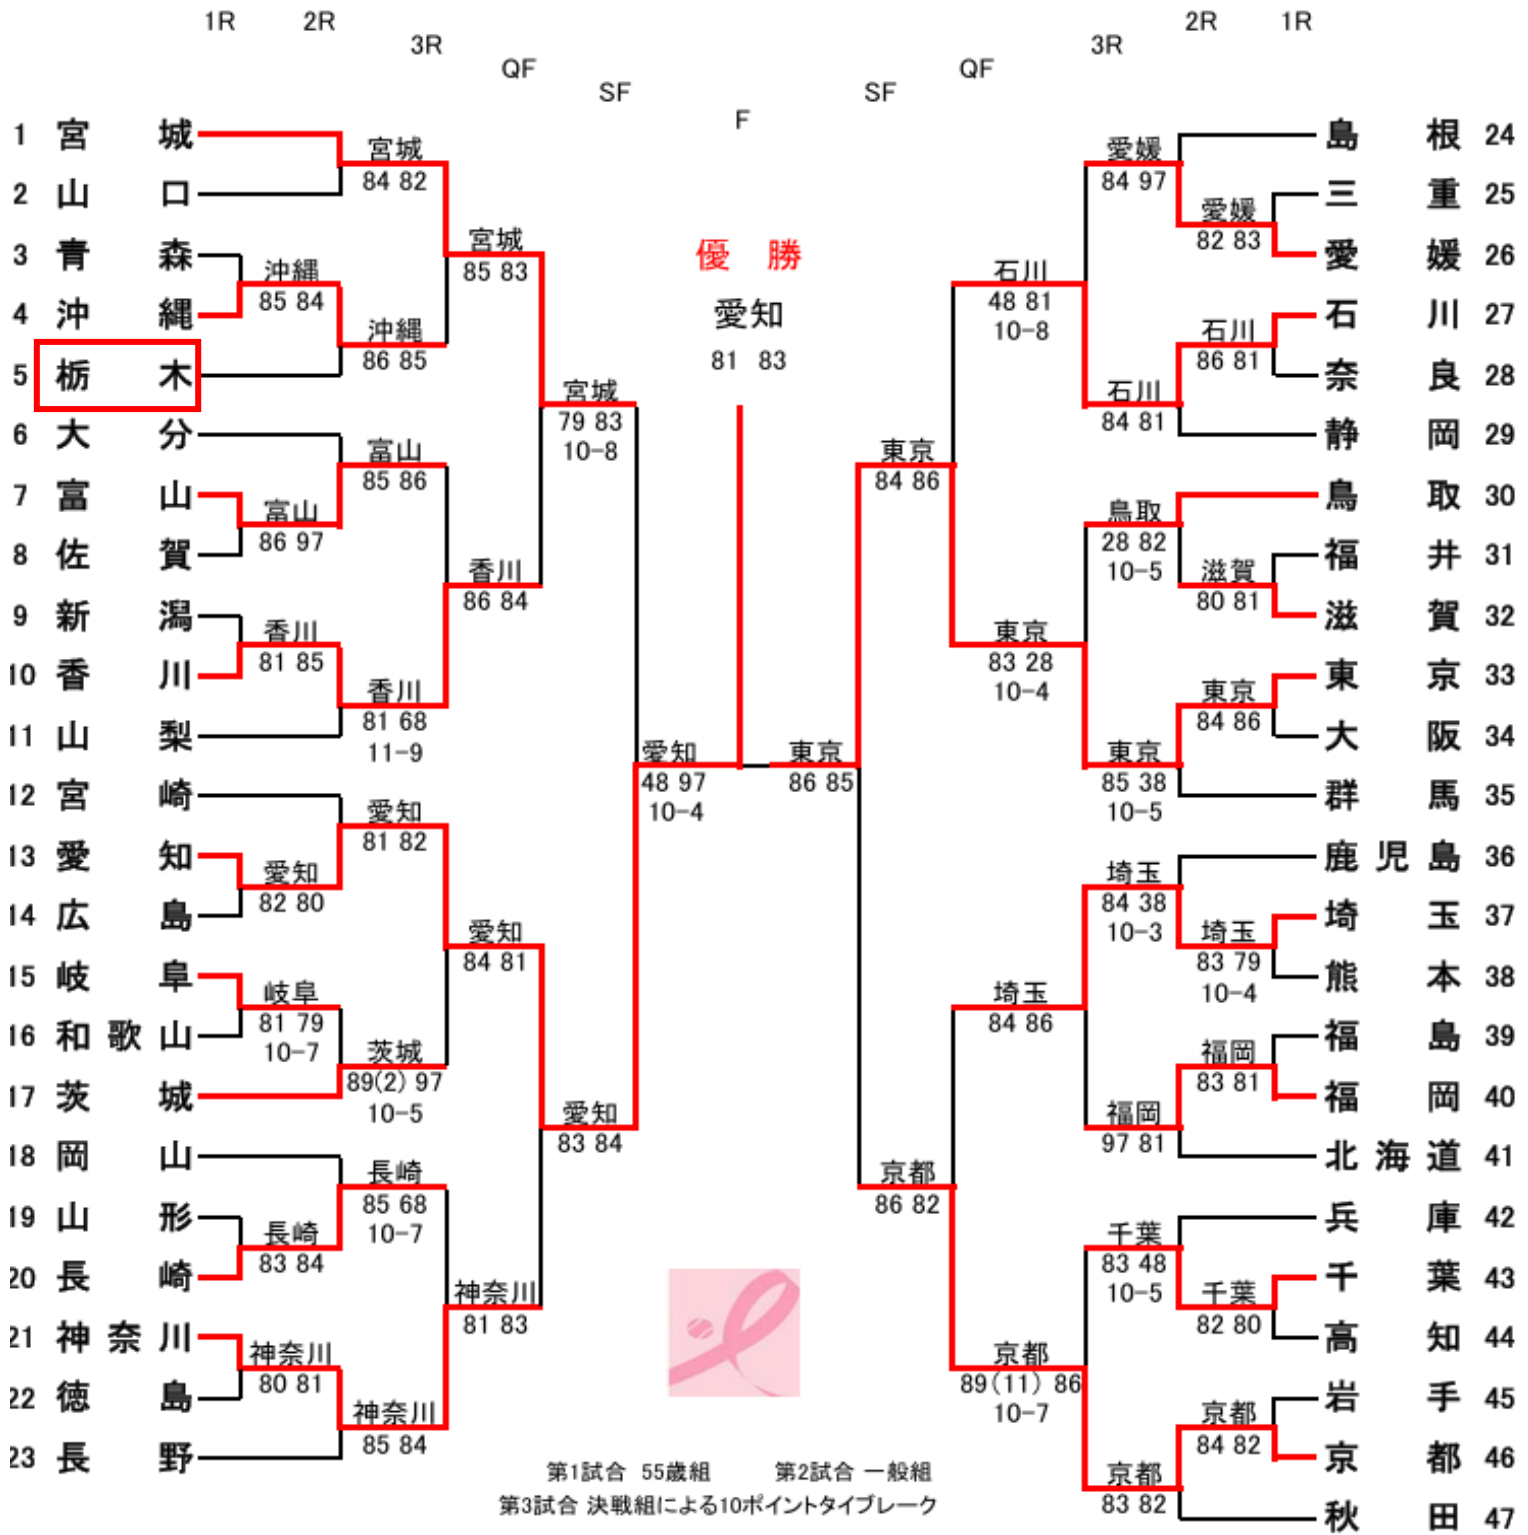 1R 2R 3R QF SF F SF QF 3R 2R 1R
1 宮城
2 山口
3 青森
4 沖縄
5 栃木
6 大分
7 富山
8 佐賀
9 新潟
10 香川
11 山梨
12 宮崎
13 愛知
14 広島
15 岐阜
16 和歌山
17 茨城
18 岡山
19 山形
20 長崎
21 神奈川
22 徳島
23 長野
沖縄
85 84
富山
86 97
香川
81 85
愛知
82 80
岐阜
81 79
10-7
長崎
83 84
神奈川
80 81
宮城
84 82
沖縄
86 85
富山
85 86
香川
81 68
11-9
愛知
81 82
茨城
89(2) 97
10-5
長崎
85 68
10-7
神奈川
85 84
宮城
85 83
香川
86 84
愛知
84 81
神奈川
81 83
宮城
79 83
10-8
愛知
83 84
愛知
48 97
10-4
優勝
愛知
81 83
東京
86 85
東京
84 86
京都
86 82
石川
48 81
10-8
東京
83 28
10-4
埼玉
84 86
京都
89(11) 86
10-7
愛媛
84 97
石川
84 81
鳥取
28 82
10-5
東京
85 38
10-5
埼玉
84 38
10-3
福岡
97 81
千葉
83 48
10-5
京都
83 82
愛媛
82 83
石川
86 81
滋賀
80 81
東京
84 86
埼玉
83 79
10-4
福岡
83 81
千葉
82 80
京都
84 82
島根 24
三重 25
愛媛 26
石川 27
奈良 28
静岡 29
鳥取 30
福井 31
滋賀 32
東京 33
大阪 34
群馬 35
鹿児島 36
埼玉 37
熊本 38
福島 39
福岡 40
北海道 41
兵庫 42
千葉 43
高知 44
岩手 45
京都 46
秋田 47
第1試合 55歳組 第2試合 一般組
第3試合 決戦組による10ポイントタイブレーク